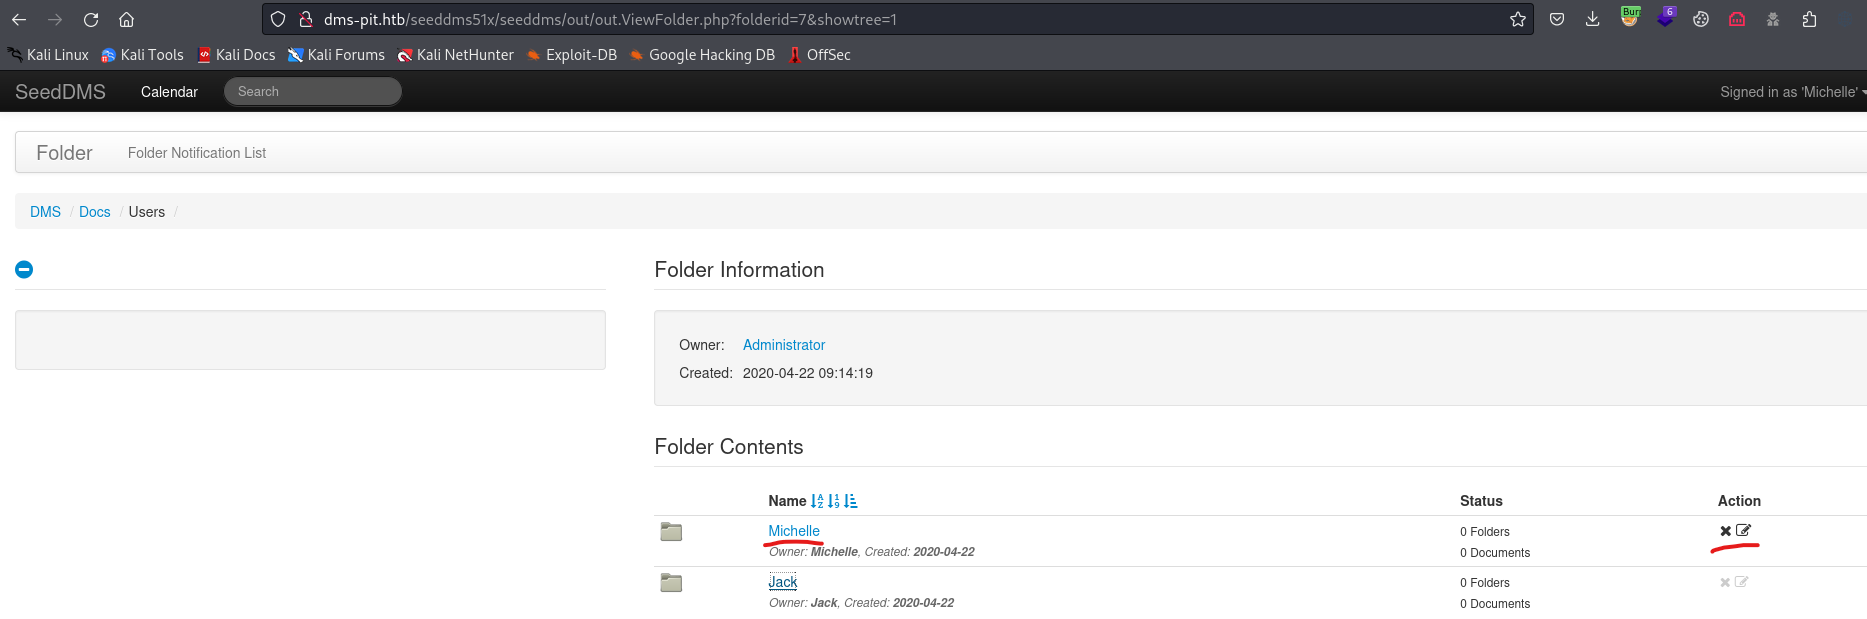 dms-pit.htb/seeddms51x/seeddms/out/out.ViewFolder.php?folderid=7&showtree=1
Bur 6
Kali Linux Kali Tools Kali Docs Kali Forums Kali NetHunter Exploit-DB Google Hacking DB OffSec
SeedDMS Calendar Search Signed in as 'Michelle'
Folder Folder Notification List
DMS / Docs / Users /
Folder Information
Owner: Administrator
Created: 2020-04-22 09:14:19
Folder Contents
Name Status Action
Michelle 0 Folders
Owner: Michelle, Created: 2020-04-22 0 Documents
Jack 0 Folders
Owner: Jack, Created: 2020-04-22 0 Documents